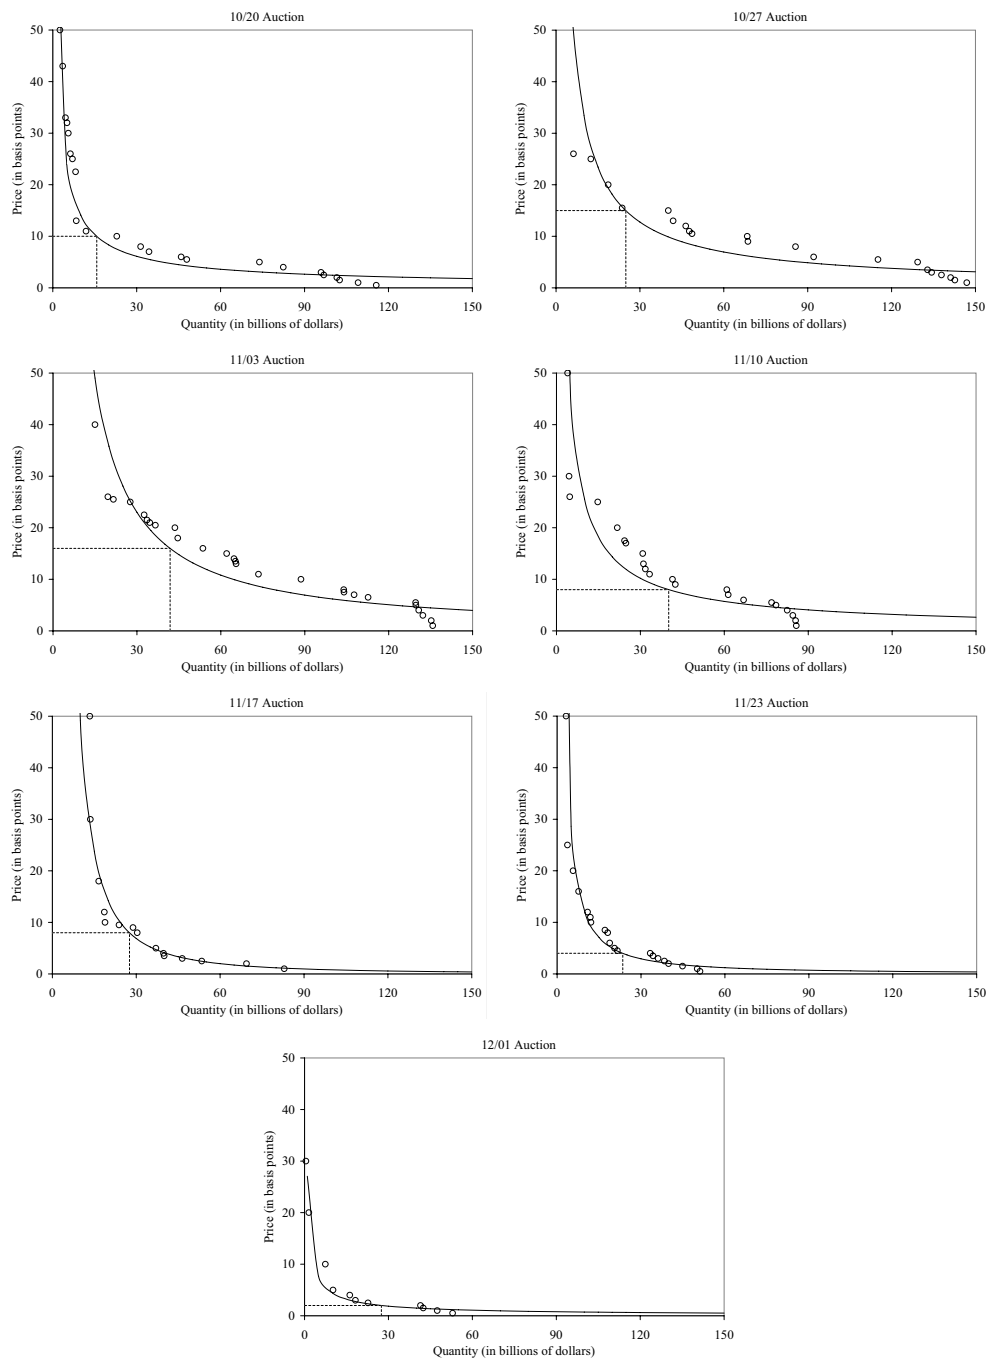 10/20 Auction
50
40
30
20
10
0
Price (in basis points)
0 30 60 90 120 150
Quantity (in billions of dollars)
10/27 Auction
50
40
30
20
10
0
Price (in basis points)
0 30 60 90 120 150
Quantity (in billions of dollars)
11/03 Auction
50
40
30
20
10
0
Price (in basis points)
0 30 60 90 120 150
Quantity (in billions of dollars)
11/10 Auction
50
40
30
20
10
0
Price (in basis points)
0 30 60 90 120 150
Quantity (in billions of dollars)
11/17 Auction
50
40
30
20
10
0
Price (in basis points)
0 30 60 90 120 150
Quantity (in billions of dollars)
11/23 Auction
50
40
30
20
10
0
Price (in basis points)
0 30 60 90 120 150
Quantity (in billions of dollars)
12/01 Auction
50
40
30
20
10
0
Price (in basis points)
0 30 60 90 120 150
Quantity (in billions of dollars)